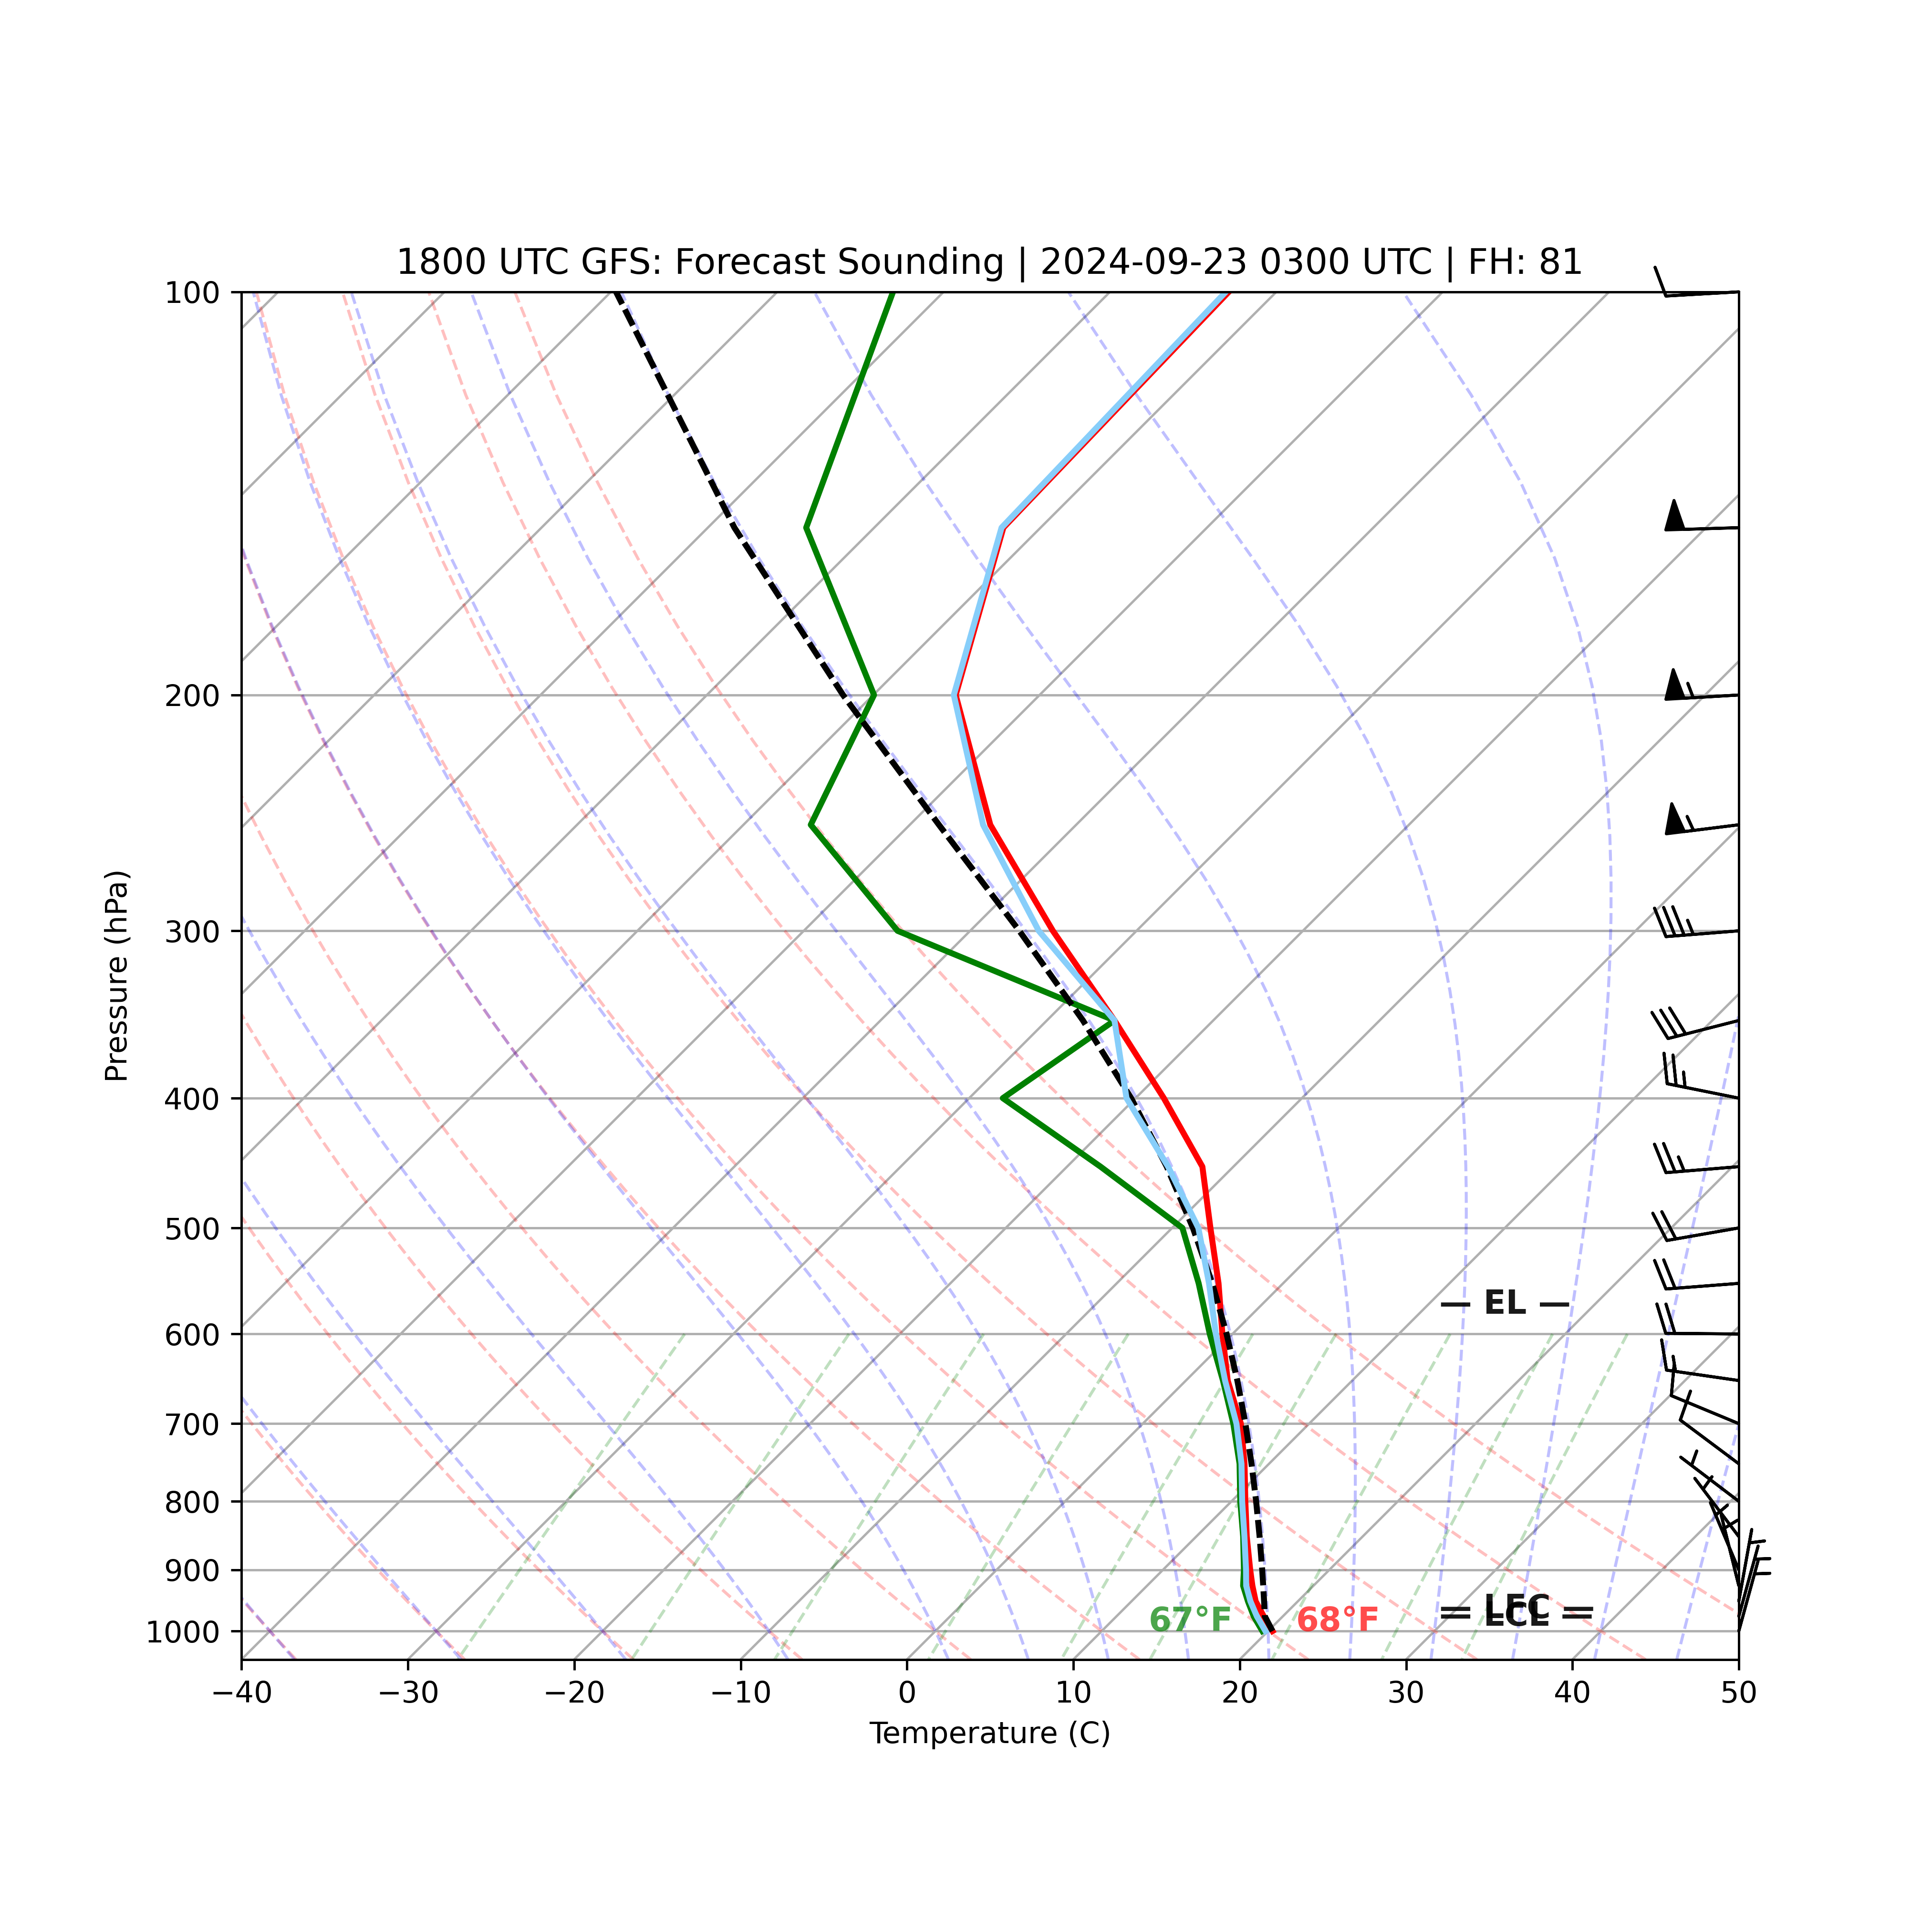 1800 UTC GFS: Forecast Sounding | 2024-09-23 0300 UTC | FH: 81
100
200
300
400
500
600
700
800
900
1000
Pressure (hPa)
— EL —
— LFC —
— LCL —
67°F
68°F
−40 −30 −20 −10 0 10 20 30 40 50
Temperature (C)